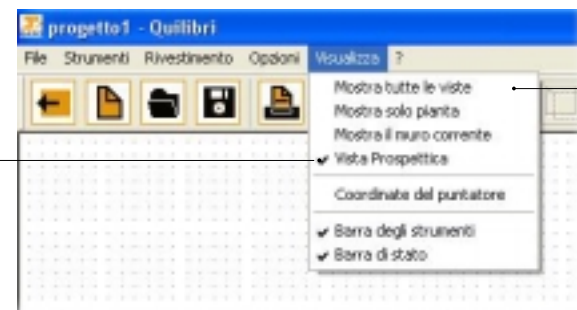 progetto1 - Quilibri
File Strumenti Rivestimento Opzioni Visualizza ?
Mostra tutte le viste
Mostra solo pianta
Mostra il muro corrente
Vista Prospettica
Coordinate del puntatore
Barra degli strumenti
Barra di stato